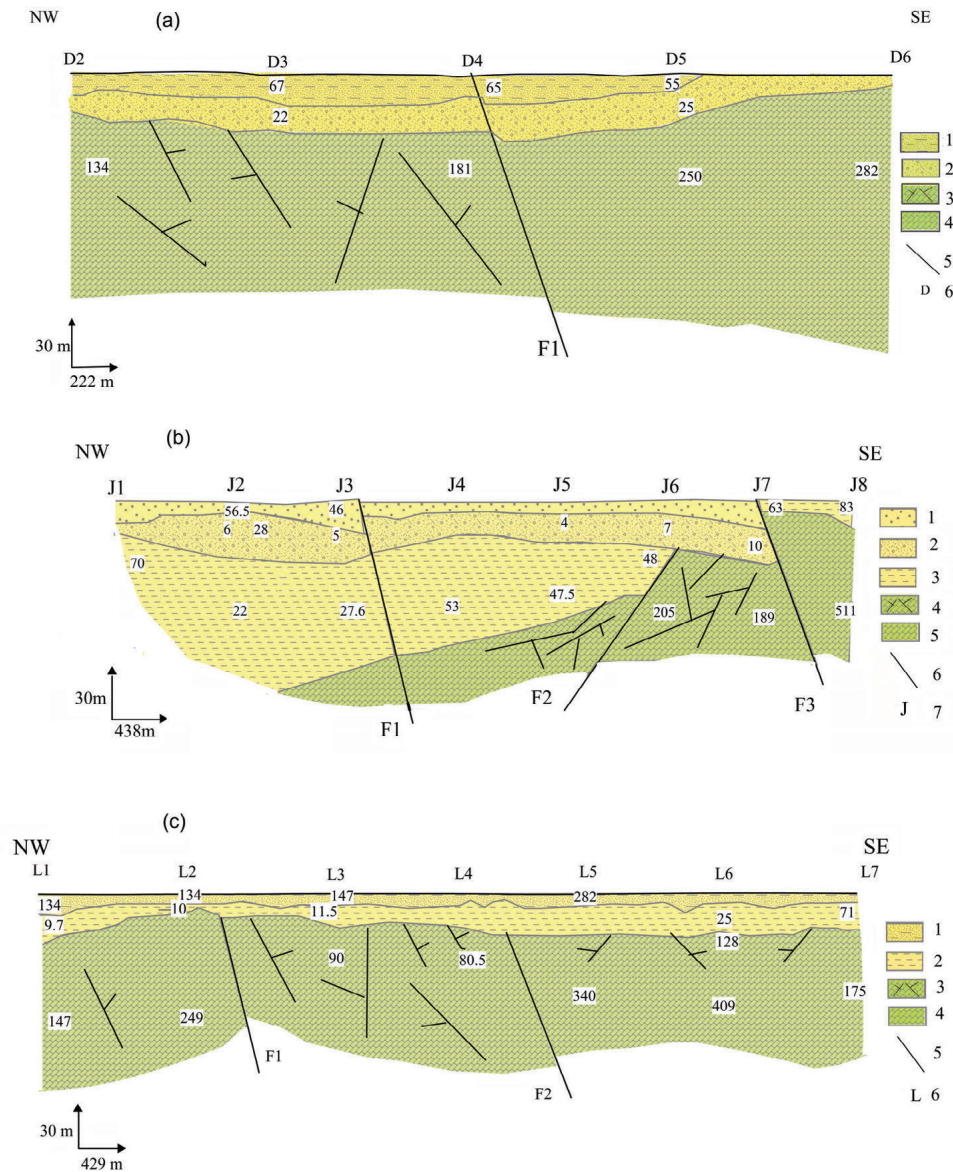 (a)
NW SE
D2 D3 D4 D5 D6
67 65 55
22 25
134 181 250 282
1
2
3
4
5
D 6
F1
30 m
222 m
(b)
NW SE
J1 J2 J3 J4 J5 J6 J7 J8
56.5 46 63 83
6 28 5 4 7 10
70 48
22 27.6 53 47.5 205 189 511
1
2
3
4
5
6
J 7
F1 F2 F3
30m
438m
(c)
NW SE
L1 L2 L3 L4 L5 L6 L7
134 134 147 282
10 11.5 25 71
9.7 128
90 80.5
147 249 340 409 175
1
2
3
4
5
L 6
F1 F2
30 m
429 m